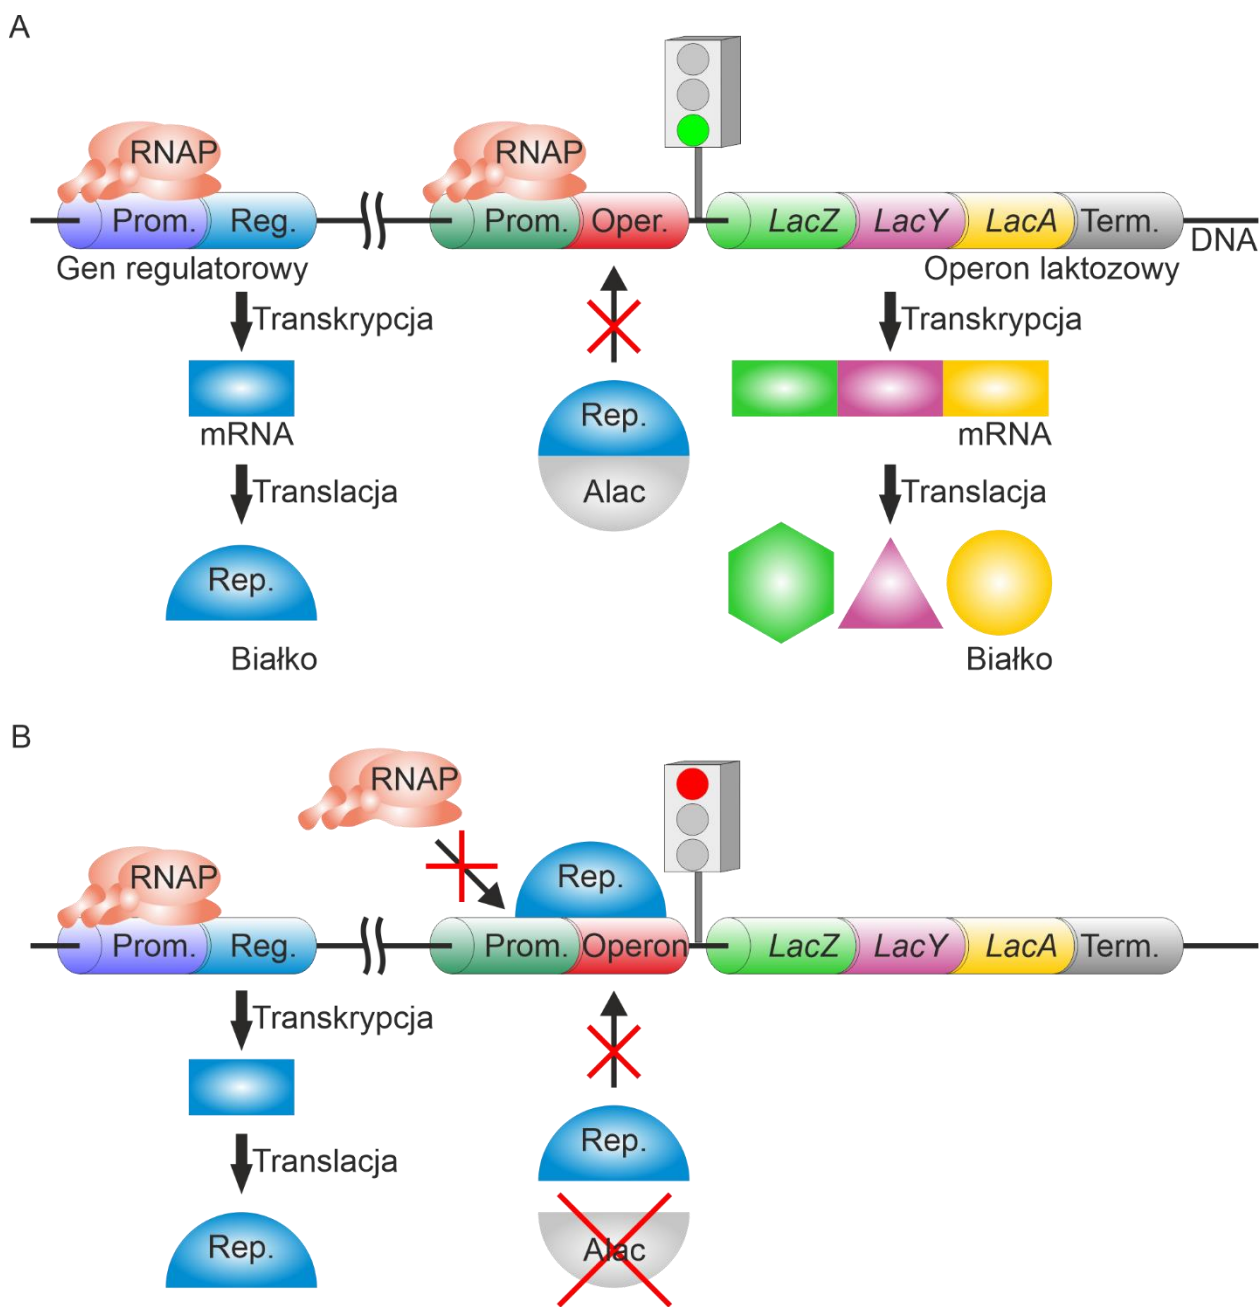 A
RNAP
RNAP
Prom. Reg.
Prom. Oper.
LacZ LacY LacA Term.
DNA
Gen regulatorowy
Operon laktozowy
Transkrypcja
Transkrypcja
mRNA
Rep.
mRNA
Translacja
Alac
Translacja
Rep.
Białko
Białko
B
RNAP
RNAP
Rep.
Prom. Reg.
Prom. Operon
LacZ LacY LacA Term.
Transkrypcja
Rep.
Translacja
Rep.
Alac